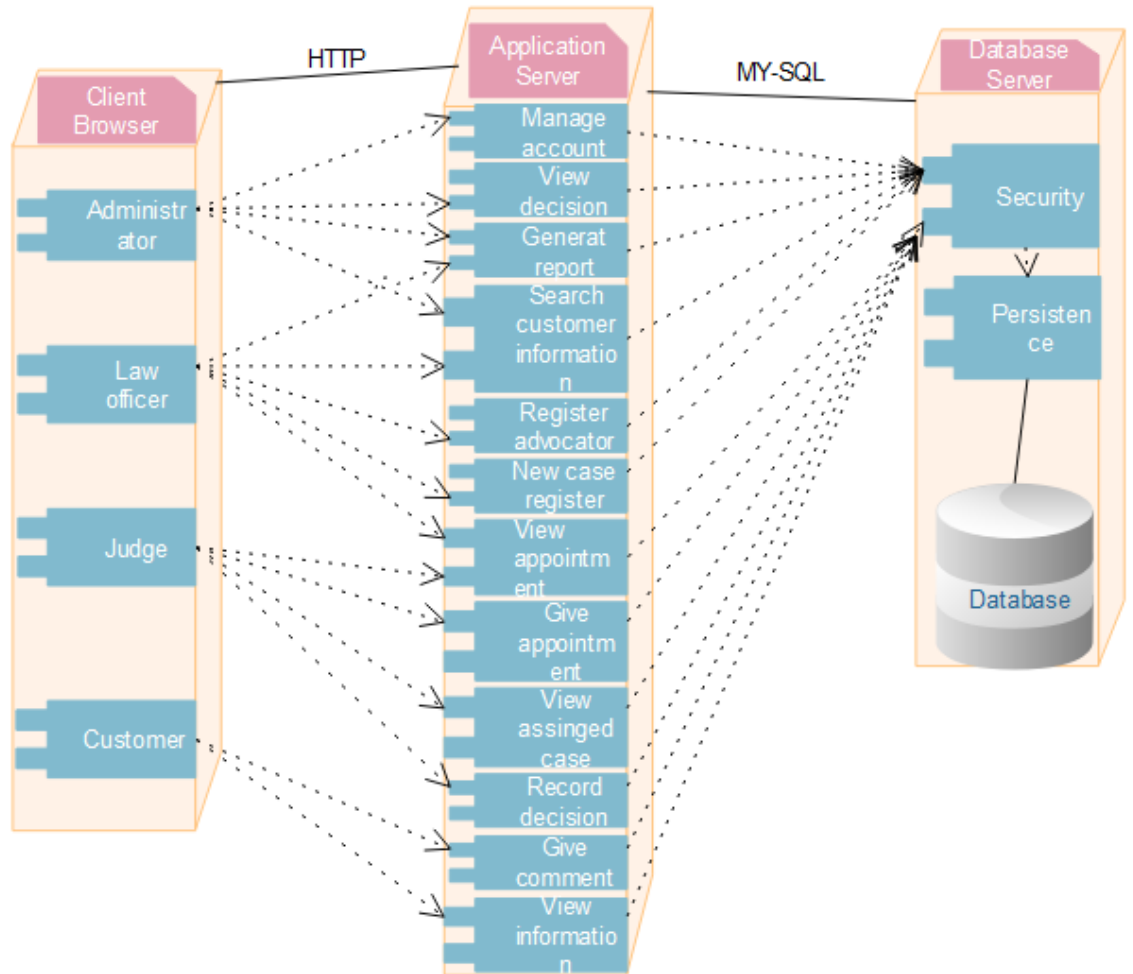 HTTP
MY-SQL
Client
Browser
Administr
ator
Law
officer
Judge
Customer
Application
Server
Manage
account
View
decision
Generat
report
Search
customer
informatio
n
Register
advocator
New case
register
View
appointm
ent
Give
appointm
ent
View
assinged
case
Record
decision
Give
comment
View
informatio
n
Database
Server
Security
Persisten
ce
Database